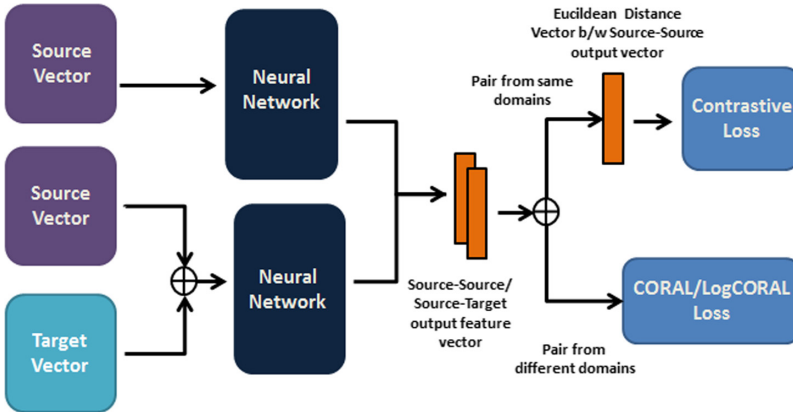 Source
Vector
Neural
Network
Eucildean Distance
Vector b/w Source-Source
output vector
Pair from same
domains
Contrastive
Loss
Source
Vector
Neural
Network
Target
Vector
Source-Source/
Source-Target
output feature
vector
CORAL/LogCORAL
Loss
Pair from
different domains